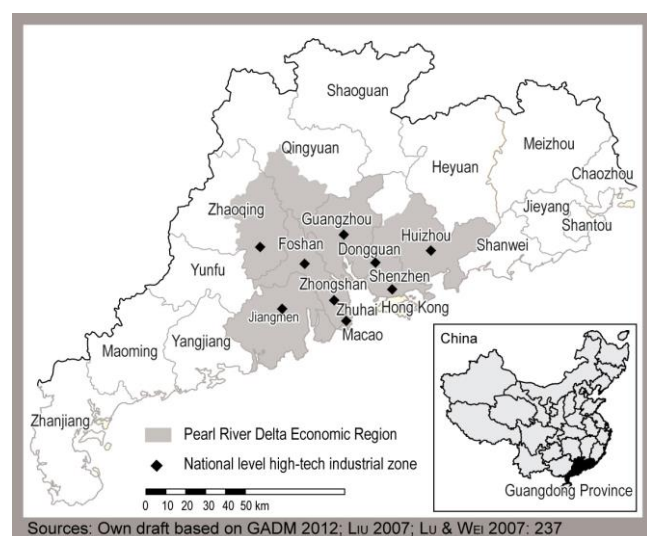 Shaoguan
Meizhou
Qingyuan
Heyuan
Chaozhou
Zhaoqing
Jieyang
Guangzhou
Shantou
Huizhou
Foshan
Dongguan
Shanwei
Yunfu
Shenzhen
Zhongshan
Zhuhai
Hong Kong
Jiangmen
Macao
Yangjiang
Maoming
Zhanjiang
China
Pearl River Delta Economic Region
National level high-tech industrial zone
Guangdong Province
0 10 20 30 40 50 km
Sources: Own draft based on GADM 2012; LIU 2007; LU & WEI 2007: 237